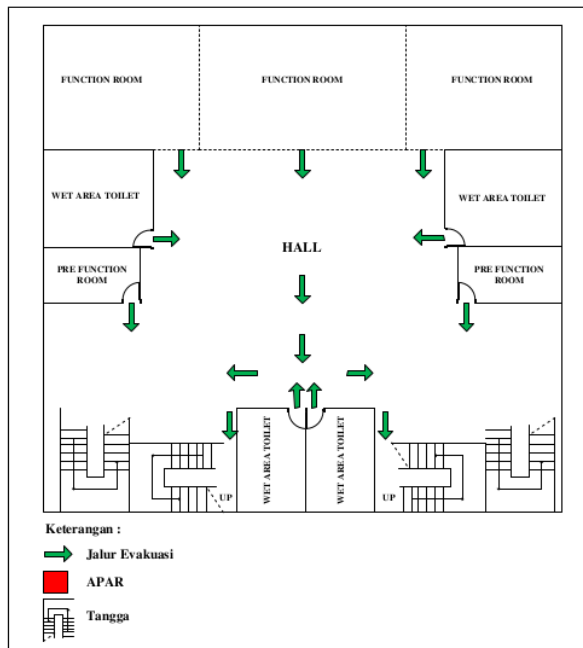 FUNCTION ROOM
FUNCTION ROOM
FUNCTION ROOM
WET AREA TOILET
WET AREA TOILET
HALL
PRE FUNCTION
ROOM
PRE FUNCTION
ROOM
WET AREA TOILET
WET AREA TOILET
UP
UP
Keterangan :
Jalur Evakuasi
APAR
Tangga